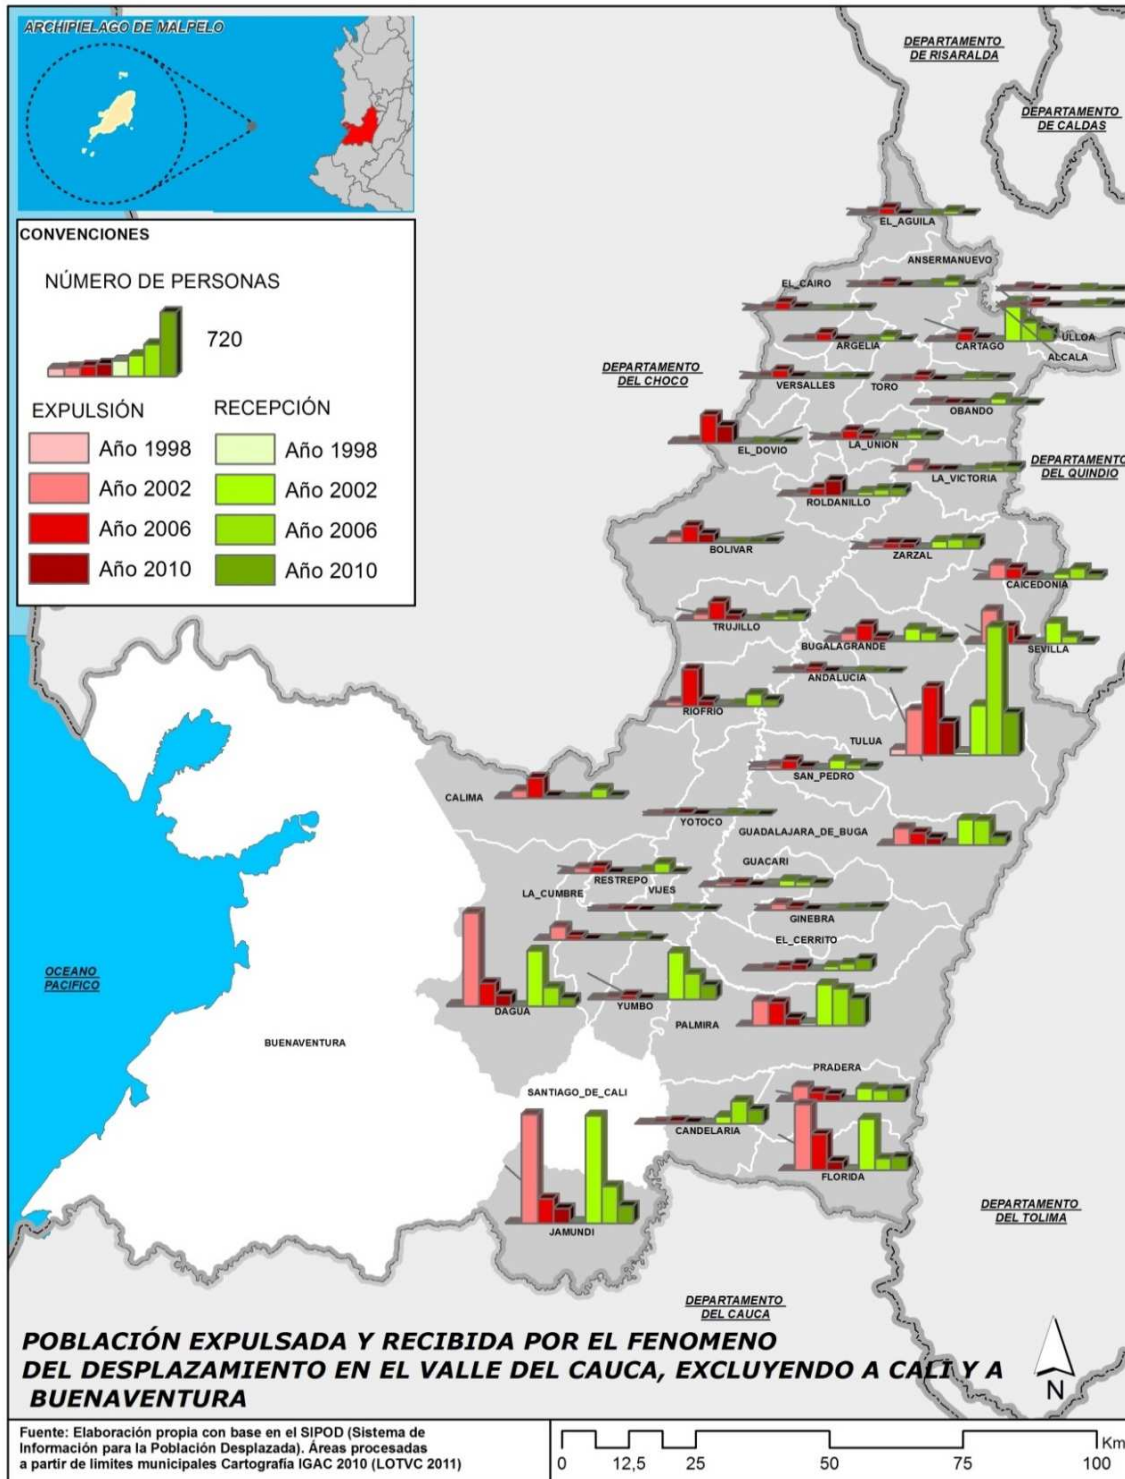 ARCHIPIELAGO DE MALPELO
DEPARTAMENTO
DE RISARALDA
DEPARTAMENTO
DE CALDAS
CONVENCIONES
NÚMERO DE PERSONAS
720
EXPULSIÓN
RECEPCIÓN
Año 1998
Año 1998
Año 2002
Año 2002
Año 2006
Año 2006
Año 2010
Año 2010
EL_AGUILA
ANSERMANUEVO
EL_CAIRO
ULLOA
ARGELIA
CARTAGO
ALCALA
DEPARTAMENTO
DEL CHOCO
VERSALLES
TORO
OBANDO
EL_DOVIO
LA_UNION
DEPARTAMENTO
DEL QUINDIO
LA_VICTORIA
ROLDANILLO
BOLIVAR
ZARZAL
CAICEDONIA
TRUJILLO
BUGALAGRANDE
SEVILLA
ANDALUCIA
RIOFRIO
TULUA
SAN_PEDRO
CALIMA
YOTOCO
GUADALAJARA_DE_BUGA
GUACARI
RESTREPO
VIJES
LA_CUMBRE
GINEBRA
EL_CERRITO
OCEANO
PACIFICO
DAGUA
YUMBO
PALMIRA
BUENAVENTURA
PRADERA
SANTIAGO_DE_CALI
CANDELARIA
FLORIDA
JAMUNDI
DEPARTAMENTO
DEL TOLIMA
DEPARTAMENTO
DEL CAUCA
POBLACIÓN EXPULSADA Y RECIBIDA POR EL FENOMENO
DEL DESPLAZAMIENTO EN EL VALLE DEL CAUCA, EXCLUYENDO A CALI Y A
BUENAVENTURA
N
Fuente: Elaboración propia con base en el SIPOD (Sistema de
Información para la Población Desplazada). Áreas procesadas
a partir de limites municipales Cartografía IGAC 2010 (LOTVC 2011)
Km
0 12,5 25 50 75 100